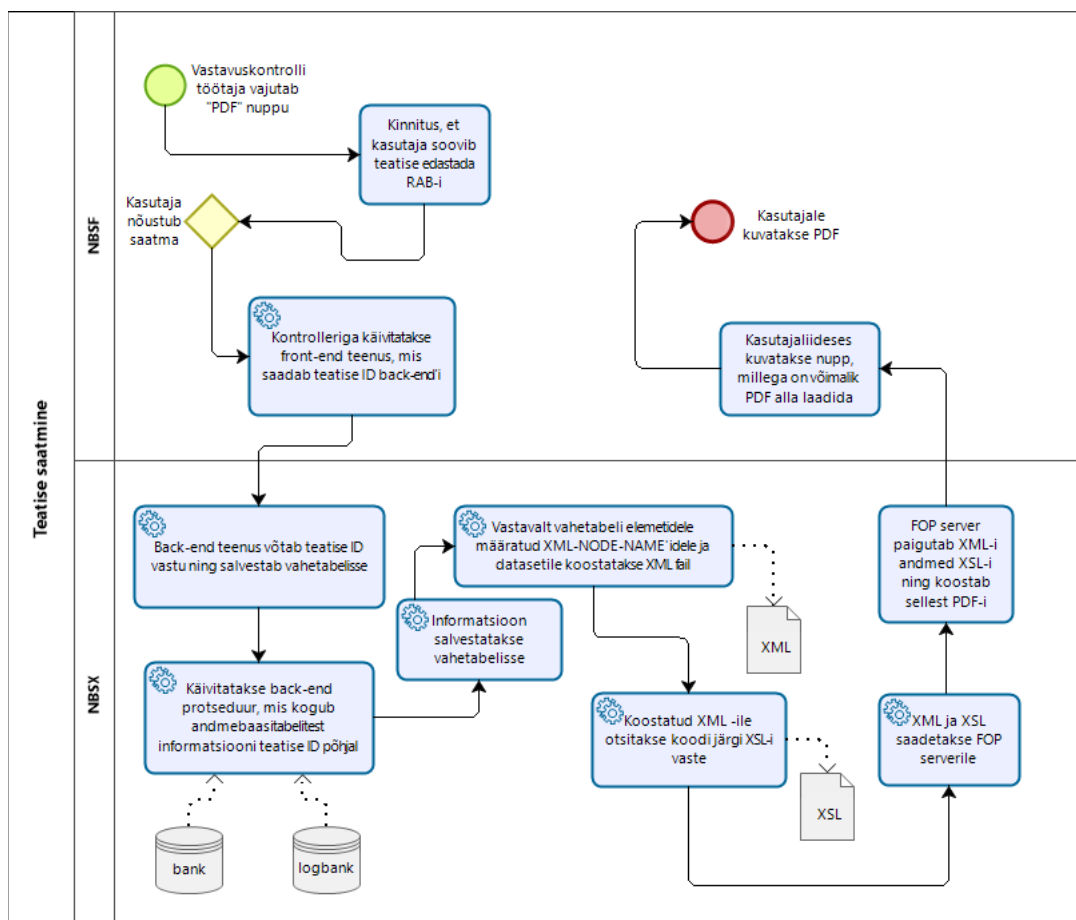 Teatise saatmine
NBSF
Vastavuskontrolli
töötaja vajutab
"PDF" nuppu
Kinnitus, et
kasutaja soovib
teatise edastada
RAB-i
Kasutaja
nõustub
saatma
Kontrolleriga käivitatakse
front-end teenus, mis
saadab teatise ID back-end'i
Kasutajale
kuvatakse PDF
Kasutajaliideses
kuvatakse nupp,
millega on võimalik
PDF alla laadida
NBSX
Back-end teenus võtab teatise ID
vastu ning salvestab vahetabelisse
Käivitatakse back-end
protseduur, mis kogub
andmebaasitabelitest
informatsiooni teatise ID põhjal
bank
logbank
Informatsioon
salvestatakse
vahetabelisse
Vastavalt vahetabeli elemetidele
määratud XML-NODE-NAME'idele ja
datasetile koostatakse XML fail
XML
Koostatud XML -ile
otsitakse koodi järgi XSL-i
vaste
XSL
XML ja XSL
saadetakse FOP
serverile
FOP server
paigutab XML-i
andmed XSL-i
ning koostab
sellest PDF-i